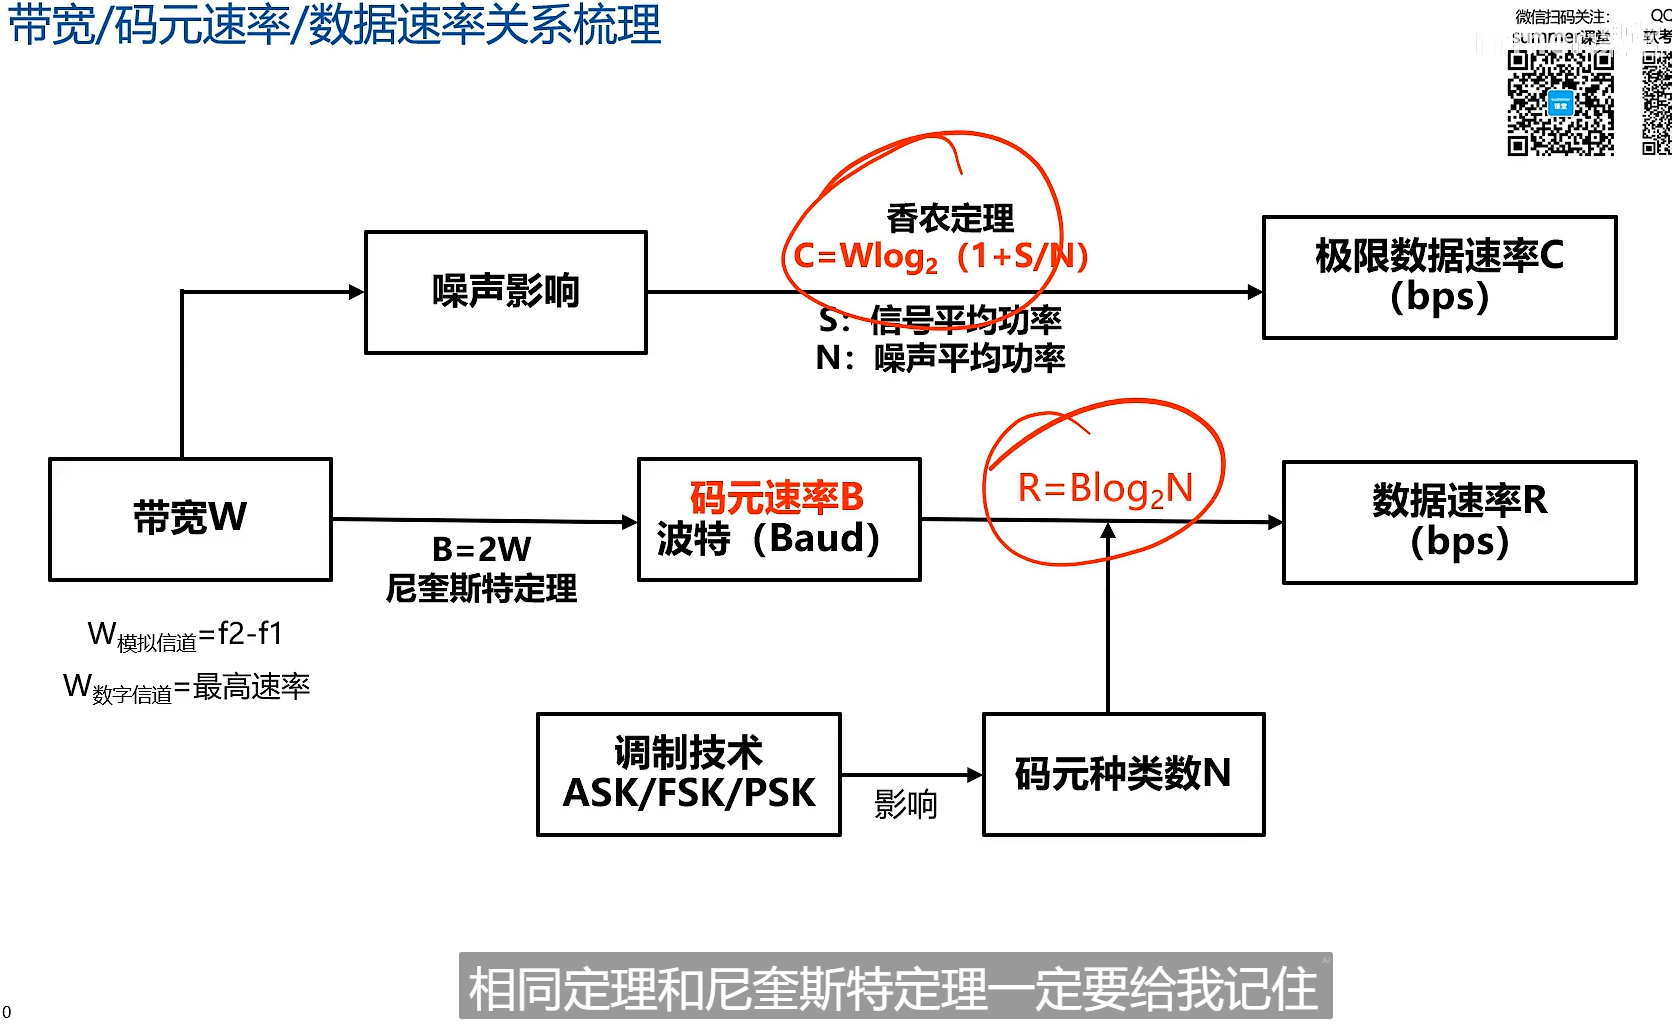 带宽/码元速率/数据速率关系梳理
微信扫码关注：
summer课堂
QC
软考
香农定理
C=Wlog₂（1+S/N）
噪声影响
极限数据速率C
（bps）
S：信号平均功率
N：噪声平均功率
带宽W
码元速率B
波特（Baud）
R=Blog₂N
数据速率R
（bps）
B=2W
尼奎斯特定理
W模拟信道=f2-f1
W数字信道=最高速率
调制技术
ASK/FSK/PSK
影响
码元种类数N
相同定理和尼奎斯特定理一定要给我记住
AI
0